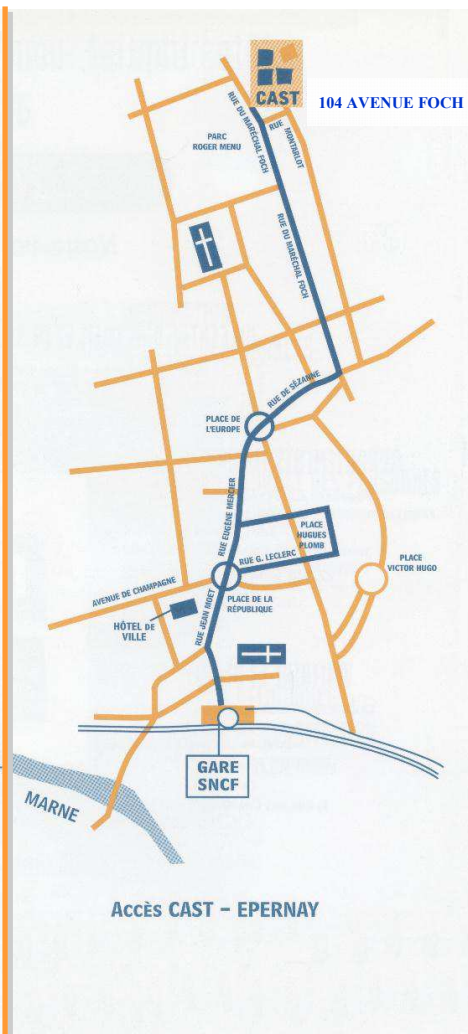 CAST
104 AVENUE FOCH
RUE DU MARÉCHAL FOCH
RUE MONTARLOT
PARC
ROGER MENU
RUE DU MARÉCHAL FOCH
RUE DE SÉZANNE
PLACE DE
L'EUROPE
RUE EUGÈNE MERCIER
PLACE
HUGUES
PLOMB
RUE G. LECLERC
PLACE
VICTOR HUGO
AVENUE DE CHAMPAGNE
PLACE DE LA
RÉPUBLIQUE
HÔTEL DE
VILLE
RUE JEAN MOET
GARE
SNCF
MARNE
Accès CAST – EPERNAY